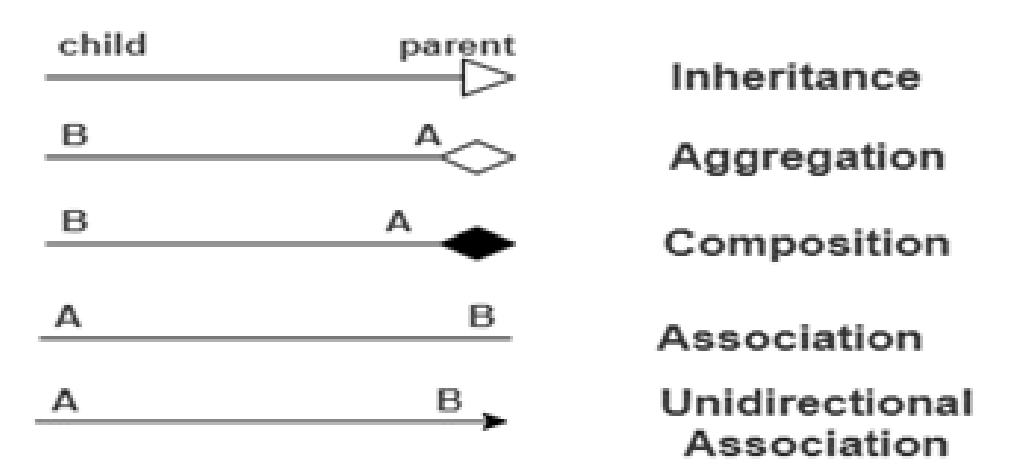 child parent
Inheritance
B A
Aggregation
B A
Composition
A B
Association
A B
Unidirectional
Association